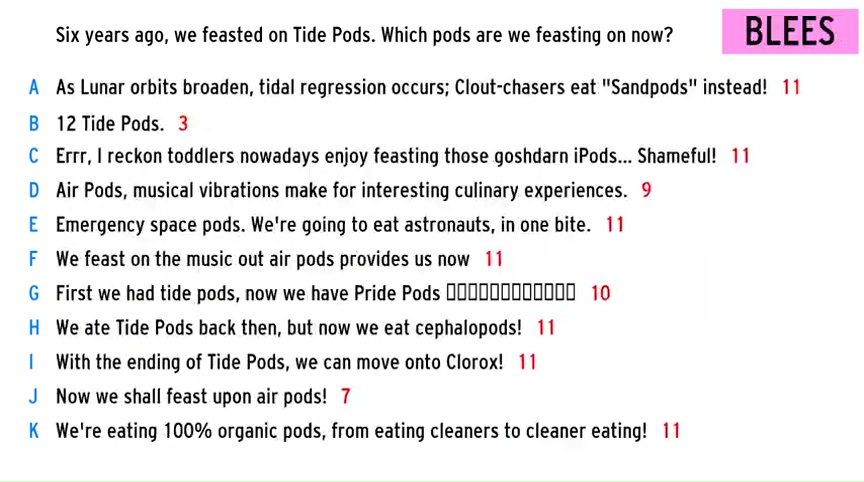 Six years ago, we feasted on Tide Pods. Which pods are we feasting on now?
BLEES
A As Lunar orbits broaden, tidal regression occurs; Clout-chasers eat "Sandpods" instead! 11
B 12 Tide Pods. 3
C Errr, I reckon toddlers nowadays enjoy feasting those goshdarn iPods... Shameful! 11
D Air Pods, musical vibrations make for interesting culinary experiences. 9
E Emergency space pods. We're going to eat astronauts, in one bite. 11
F We feast on the music out air pods provides us now 11
G First we had tide pods, now we have Pride Pods ▯▯▯▯▯▯▯▯▯▯▯▯ 10
H We ate Tide Pods back then, but now we eat cephalopods! 11
I With the ending of Tide Pods, we can move onto Clorox! 11
J Now we shall feast upon air pods! 7
K We're eating 100% organic pods, from eating cleaners to cleaner eating! 11